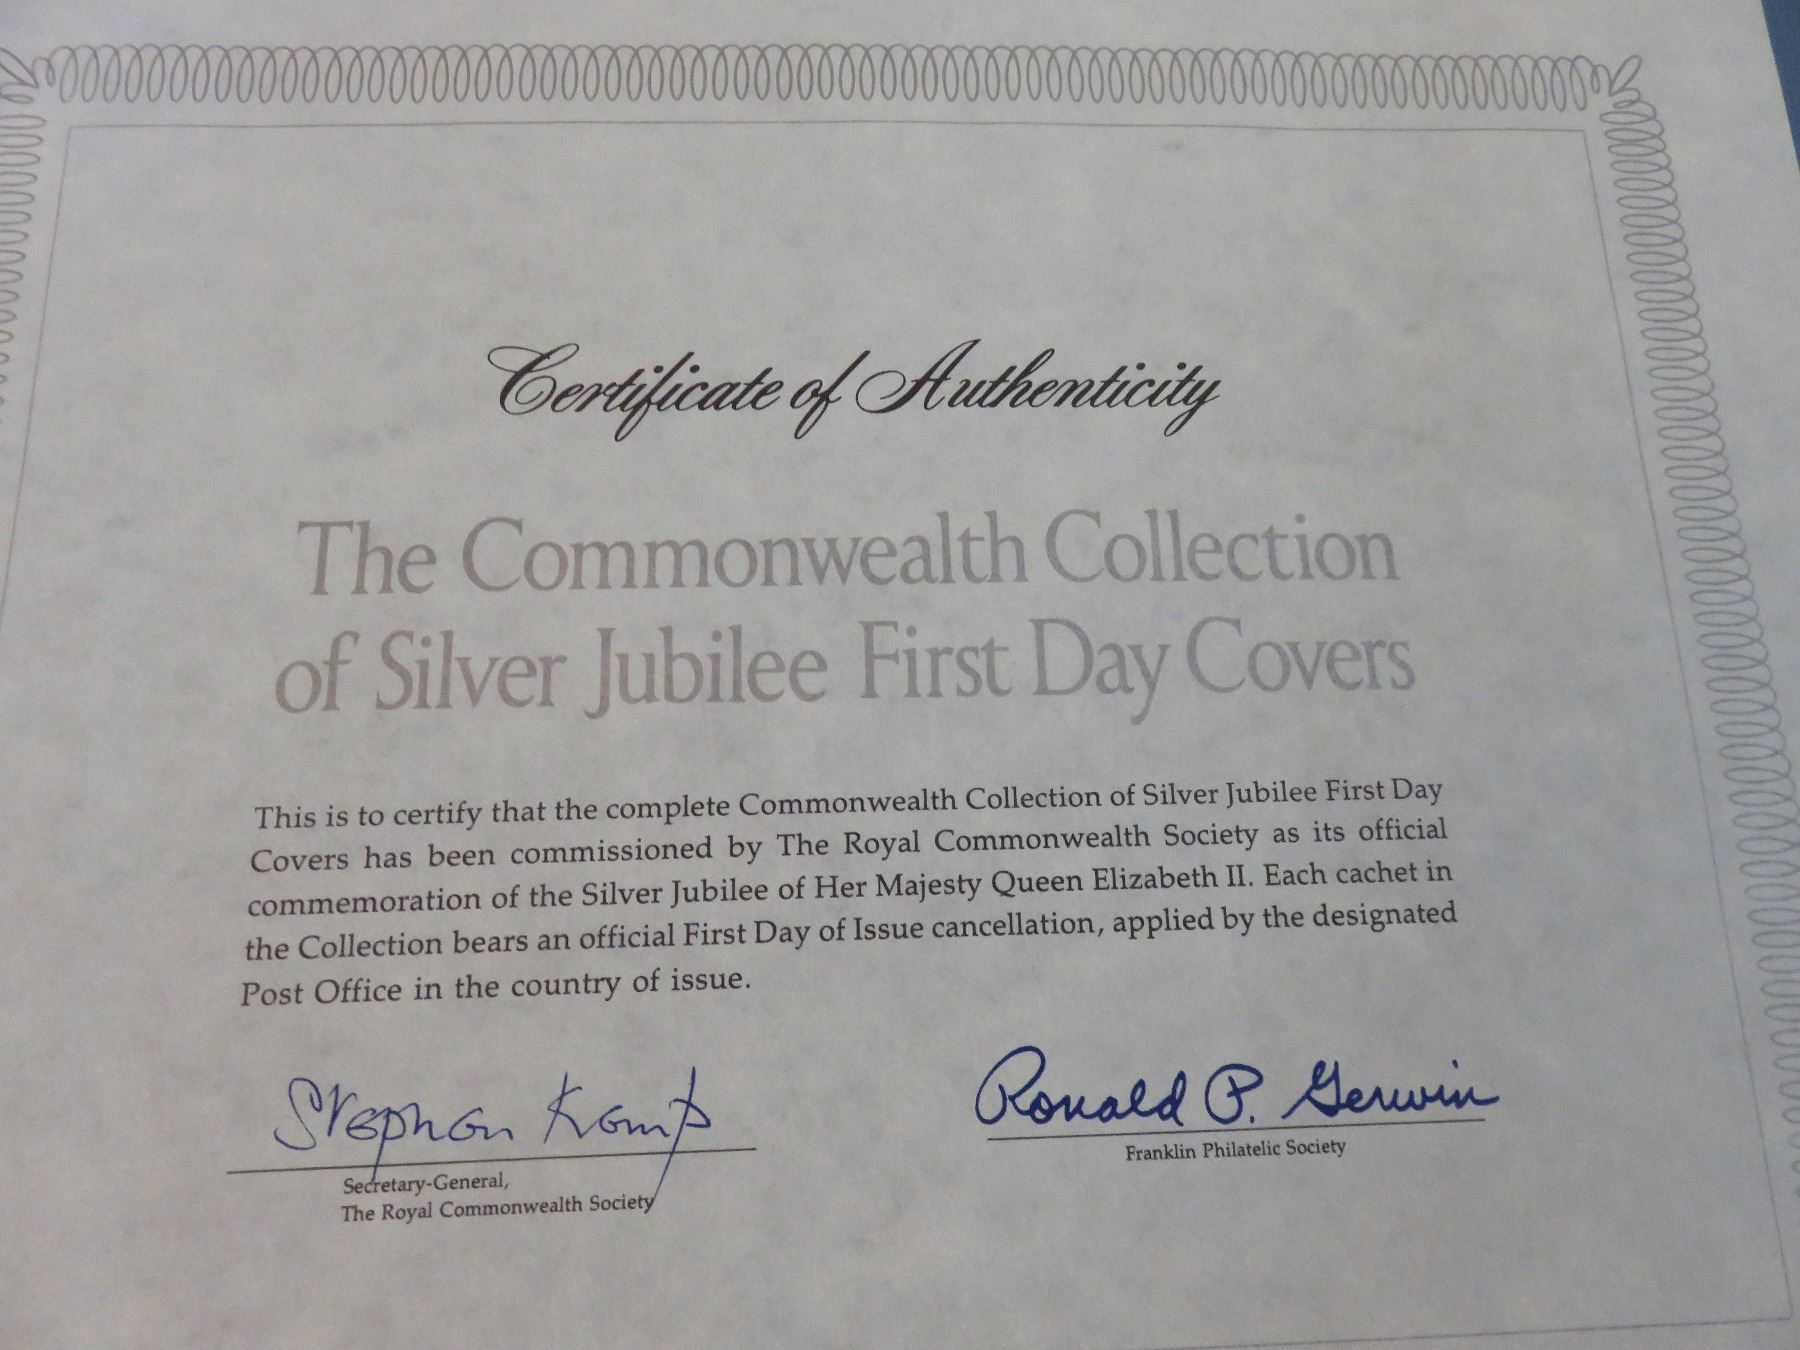 Certificate of Authenticity
The Commonwealth Collection
of Silver Jubilee First Day Covers
This is to certify that the complete Commonwealth Collection of Silver Jubilee First Day
Covers has been commissioned by The Royal Commonwealth Society as its official
commemoration of the Silver Jubilee of Her Majesty Queen Elizabeth II. Each cachet in
the Collection bears an official First Day of Issue cancellation, applied by the designated
Post Office in the country of issue.
Stephen Kemp
Secretary-General,
The Royal Commonwealth Society
Ronald P. Gerwin
Franklin Philatelic Society